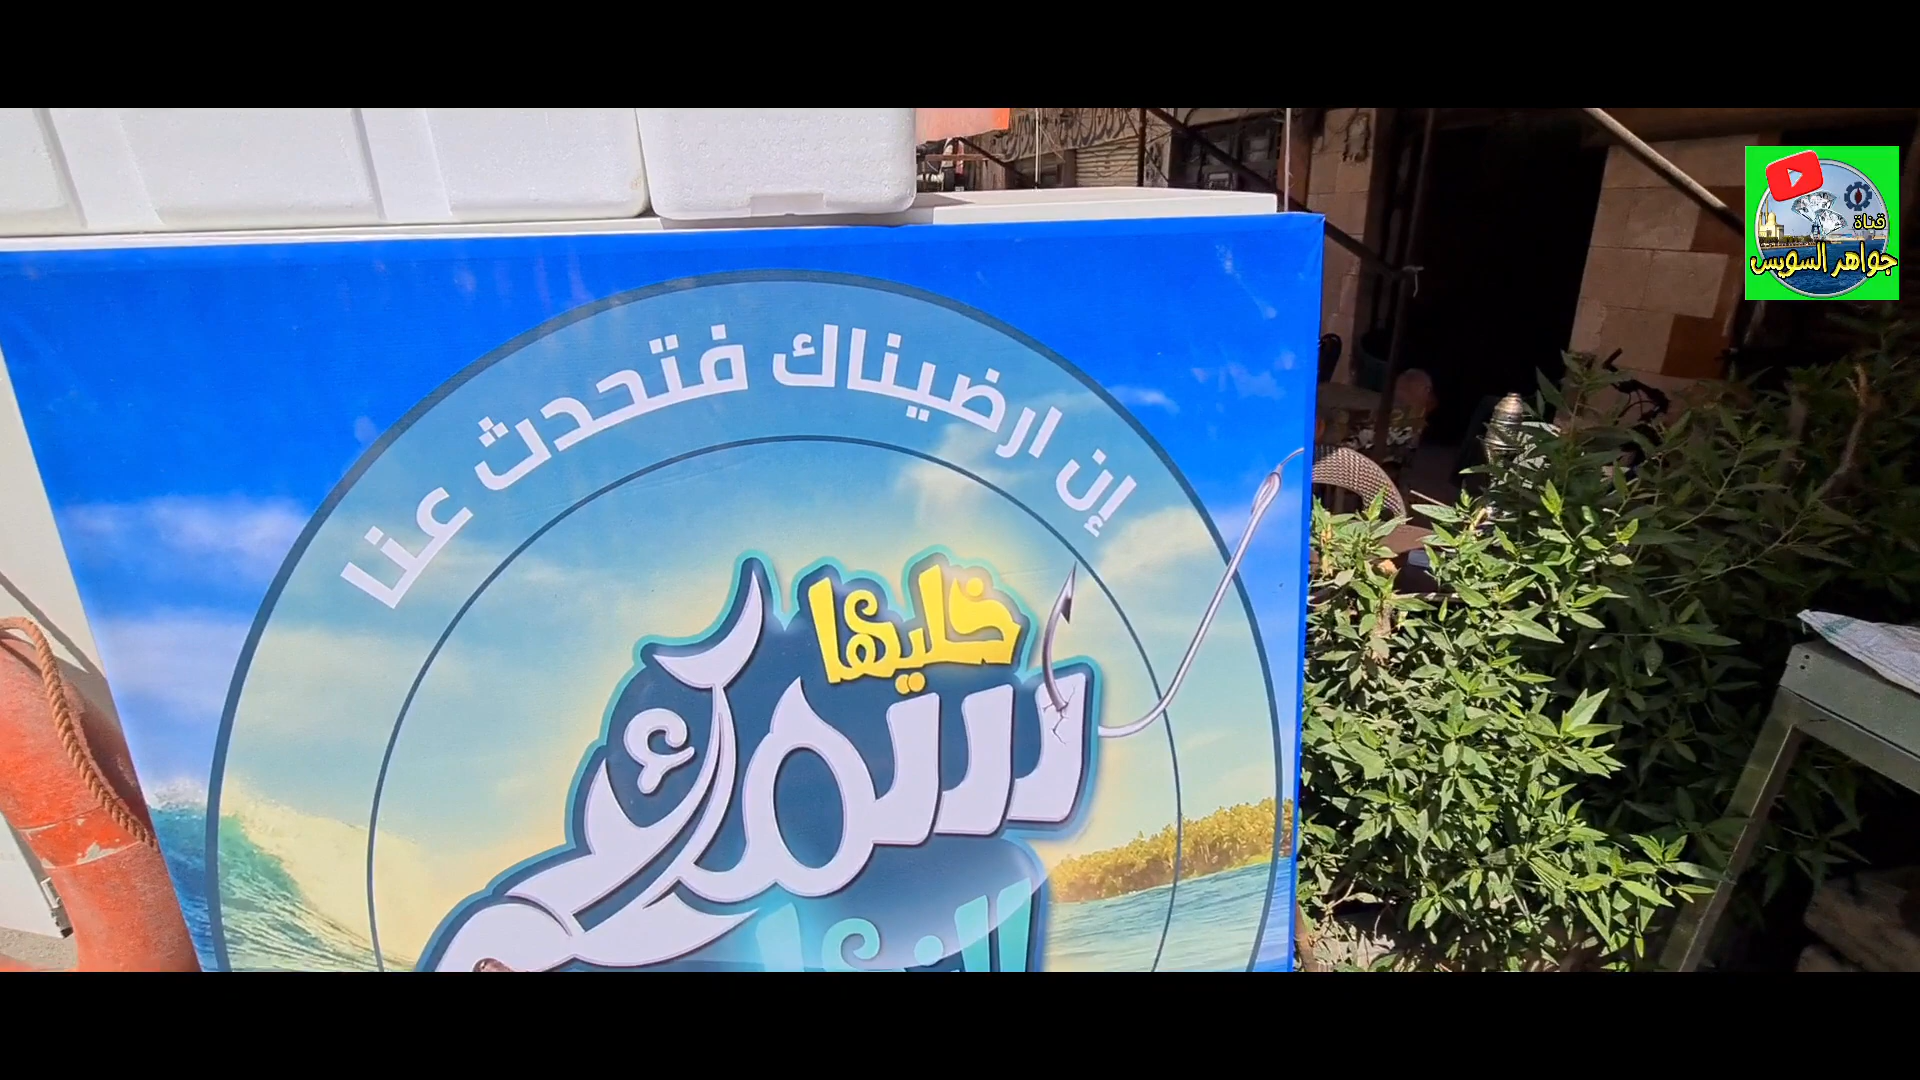 إن ارضيناك فتحدث عنا
خليها
سمك
قناة
جواهر السويس